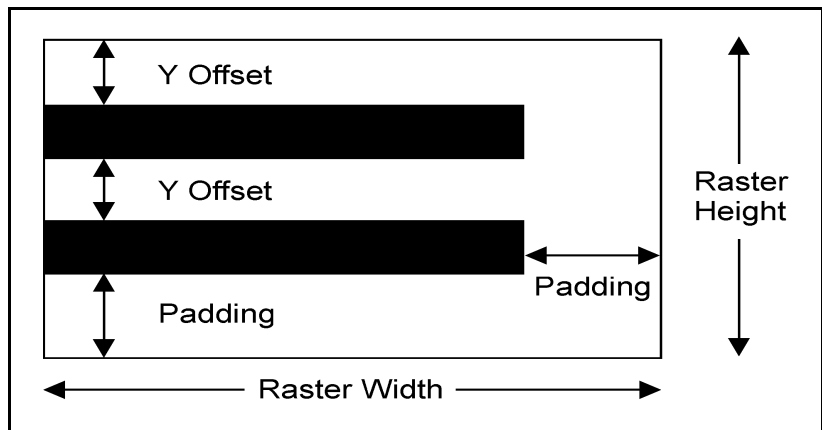 Y Offset
Y Offset
Raster
Height
Padding
Padding
Raster Width